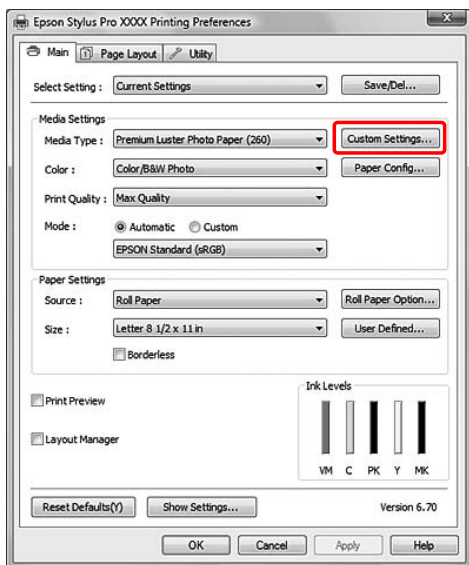 Epson Stylus Pro XXXX Printing Preferences
Main Page Layout Utility
Select Setting : Current Settings Save/Del...
Media Settings
Media Type : Premium Luster Photo Paper (260) Custom Settings...
Color : Color/B&W Photo Paper Config...
Print Quality : Max Quality
Mode : Automatic Custom
EPSON Standard (sRGB)
Paper Settings
Source : Roll Paper Roll Paper Option...
Size : Letter 8 1/2 x 11 in User Defined...
Borderless
Ink Levels
Print Preview
Layout Manager
VM C PK Y MK
Reset Defaults(Y) Show Settings... Version 6.70
OK Cancel Apply Help